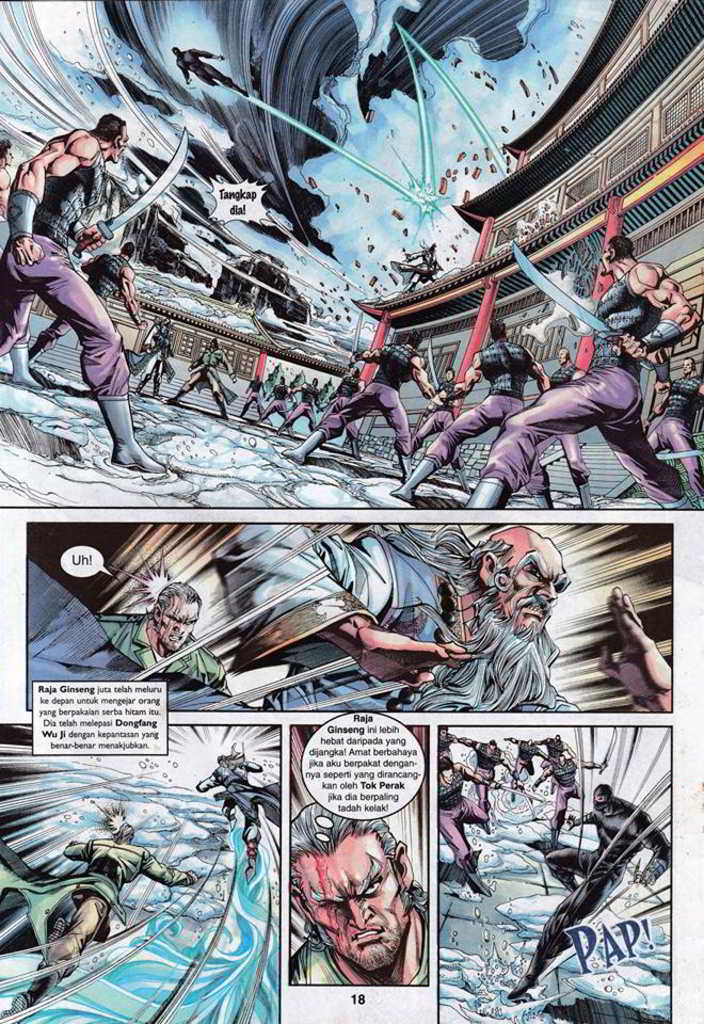 Tangkap
dia!
Uh!
Raja Ginseng juta telah meluru
ke depan untuk mengejar orang
yang berpakaian serba hitam itu.
Dia telah melepasi Dongfang
Wu Ji dengan kepantasan yang
benar-benar menakjubkan.
Raja
Ginseng ini lebih
hebat daripada yang
dijangka! Amat berbahaya
jika aku berpakat dengan-
nya seperti yang dirancang-
kan oleh Tok Perak
jika dia berpaling
tadah kelak!
PAP!
18